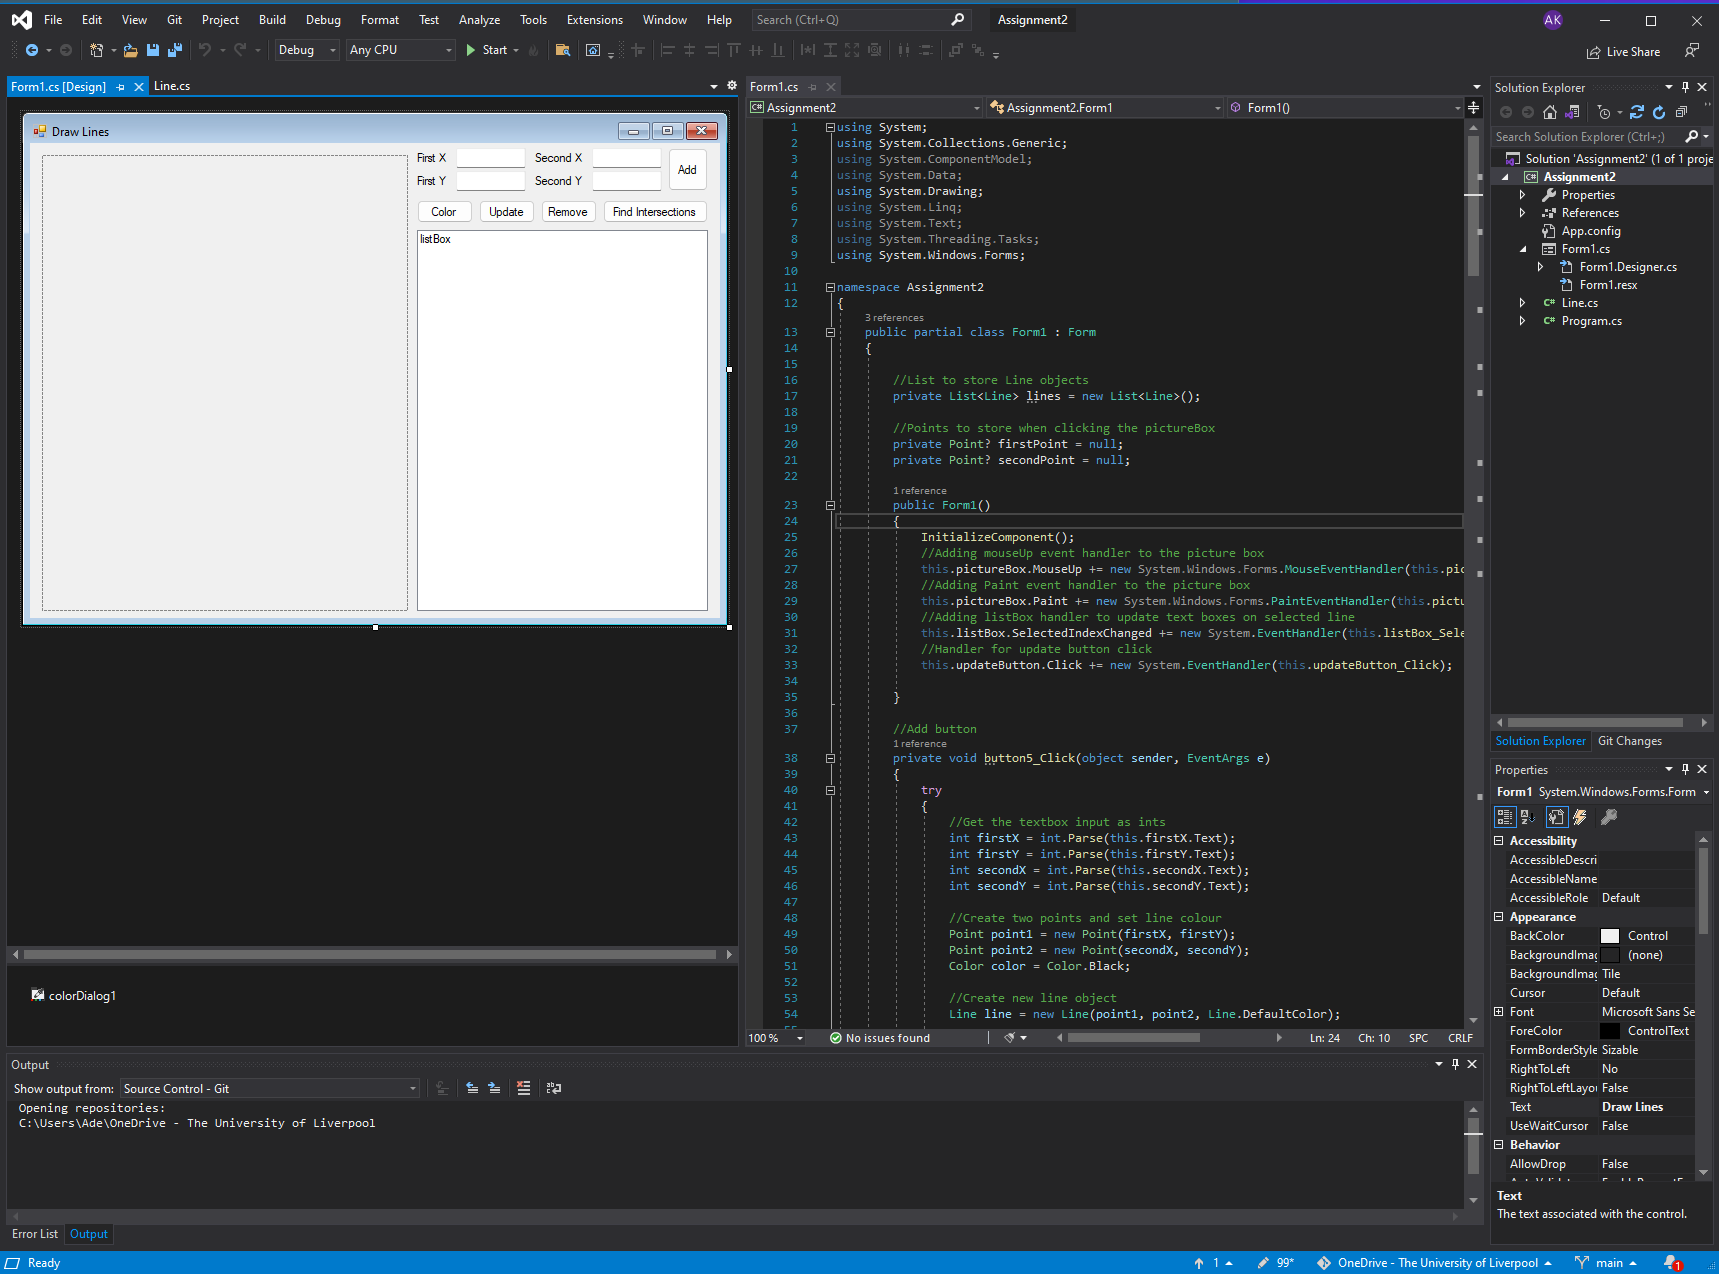 File Edit View Git Project Build Debug Format Test Analyze Tools Extensions Window Help Search (Ctrl+Q) Assignment2 AK
Debug Any CPU Start Live Share
Form1.cs [Design] Line.cs
Draw Lines
First X Second X Add
First Y Second Y
Color Update Remove Find Intersections
listBox
colorDialog1
Form1.cs
Assignment2 Assignment2.Form1 Form1()
1 using System;
2 using System.Collections.Generic;
3 using System.ComponentModel;
4 using System.Data;
5 using System.Drawing;
6 using System.Linq;
7 using System.Text;
8 using System.Threading.Tasks;
9 using System.Windows.Forms;
10
11 namespace Assignment2
12 {
3 references
13 public partial class Form1 : Form
14 {
15
16 //List to store Line objects
17 private List<Line> lines = new List<Line>();
18
19 //Points to store when clicking the pictureBox
20 private Point? firstPoint = null;
21 private Point? secondPoint = null;
22
1 reference
23 public Form1()
24 {
25 InitializeComponent();
26 //Adding mouseUp event handler to the picture box
27 this.pictureBox.MouseUp += new System.Windows.Forms.MouseEventHandler(this.pic
28 //Adding Paint event handler to the picture box
29 this.pictureBox.Paint += new System.Windows.Forms.PaintEventHandler(this.pictu
30 //Adding listBox handler to update text boxes on selected line
31 this.listBox.SelectedIndexChanged += new System.EventHandler(this.listBox_Sele
32 //Handler for update button click
33 this.updateButton.Click += new System.EventHandler(this.updateButton_Click);
34
35 }
36
37 //Add button
1 reference
38 private void button5_Click(object sender, EventArgs e)
39 {
40 try
41 {
42 //Get the textbox input as ints
43 int firstX = int.Parse(this.firstX.Text);
44 int firstY = int.Parse(this.firstY.Text);
45 int secondX = int.Parse(this.secondX.Text);
46 int secondY = int.Parse(this.secondY.Text);
47
48 //Create two points and set line colour
49 Point point1 = new Point(firstX, firstY);
50 Point point2 = new Point(secondX, secondY);
51 Color color = Color.Black;
52
53 //Create new line object
54 Line line = new Line(point1, point2, Line.DefaultColor);
100 % No issues found Ln: 24 Ch: 10 SPC CRLF
Solution Explorer
Search Solution Explorer (Ctrl+;)
Solution 'Assignment2' (1 of 1 proje
C# Assignment2
Properties
References
App.config
Form1.cs
Form1.Designer.cs
Form1.resx
C# Line.cs
C# Program.cs
Solution Explorer Git Changes
Properties
Form1 System.Windows.Forms.Form
Accessibility
AccessibleDescri
AccessibleName
AccessibleRole Default
Appearance
BackColor Control
BackgroundImag (none)
BackgroundImag Tile
Cursor Default
Font Microsoft Sans Se
ForeColor ControlText
FormBorderStyle Sizable
RightToLeft No
RightToLeftLayou False
Text Draw Lines
UseWaitCursor False
Behavior
AllowDrop False
Text
The text associated with the control.
Output
Show output from: Source Control - Git
Opening repositories:
C:\Users\Ade\OneDrive - The University of Liverpool
Error List Output
Ready 1 99* OneDrive - The University of Liverpool main 1